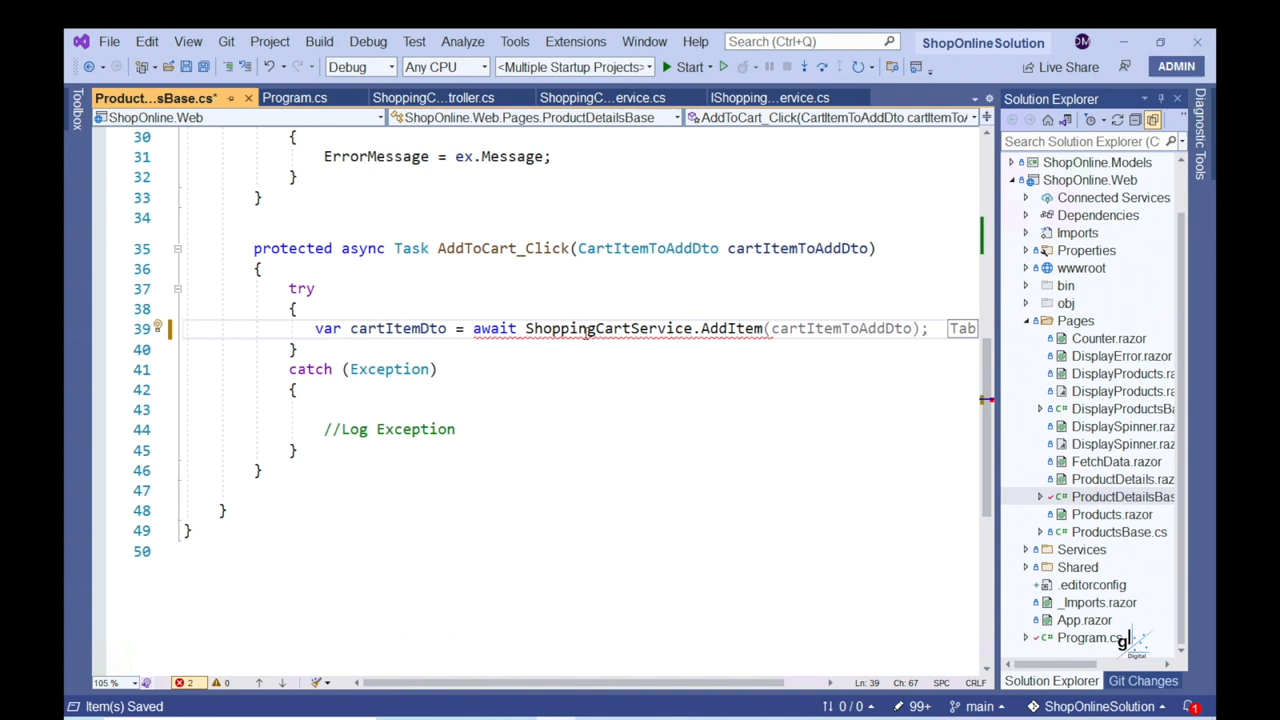 File Edit View Git Project Build Debug Test Analyze Tools Extensions Window Help Search (Ctrl+Q) ShopOnlineSolution DM
Debug Any CPU <Multiple Startup Projects> Start Live Share ADMIN
Toolbox
Product...sBase.cs* Program.cs ShoppingC...troller.cs ShoppingC...ervice.cs IShopping...ervice.cs
ShopOnline.Web ShopOnline.Web.Pages.ProductDetailsBase AddToCart_Click(CartItemToAddDto cartItemToA
30 {
31 ErrorMessage = ex.Message;
32 }
33 }
34
35 protected async Task AddToCart_Click(CartItemToAddDto cartItemToAddDto)
36 {
37 try
38 {
39 var cartItemDto = await ShoppingCartService.AddItem(cartItemToAddDto); Tab
40 }
41 catch (Exception)
42 {
43
44 //Log Exception
45 }
46 }
47
48 }
49 }
50
105 % 2 0 Ln: 39 Ch: 67 SPC CRLF
Solution Explorer
Search Solution Explorer (C
ShopOnline.Models
ShopOnline.Web
Connected Services
Dependencies
Imports
Properties
wwwroot
bin
obj
Pages
Counter.razor
DisplayError.razor
DisplayProducts.ra
DisplayProducts.ra
DisplayProductsBa
DisplaySpinner.raz
DisplaySpinner.raz
FetchData.razor
ProductDetails.raz
ProductDetailsBas
Products.razor
ProductsBase.cs
Services
Shared
.editorconfig
_Imports.razor
App.razor
Program.cs
gl
Digital
Solution Explorer Git Changes
Diagnostic Tools
Item(s) Saved 0 / 0 99+ main ShopOnlineSolution 1